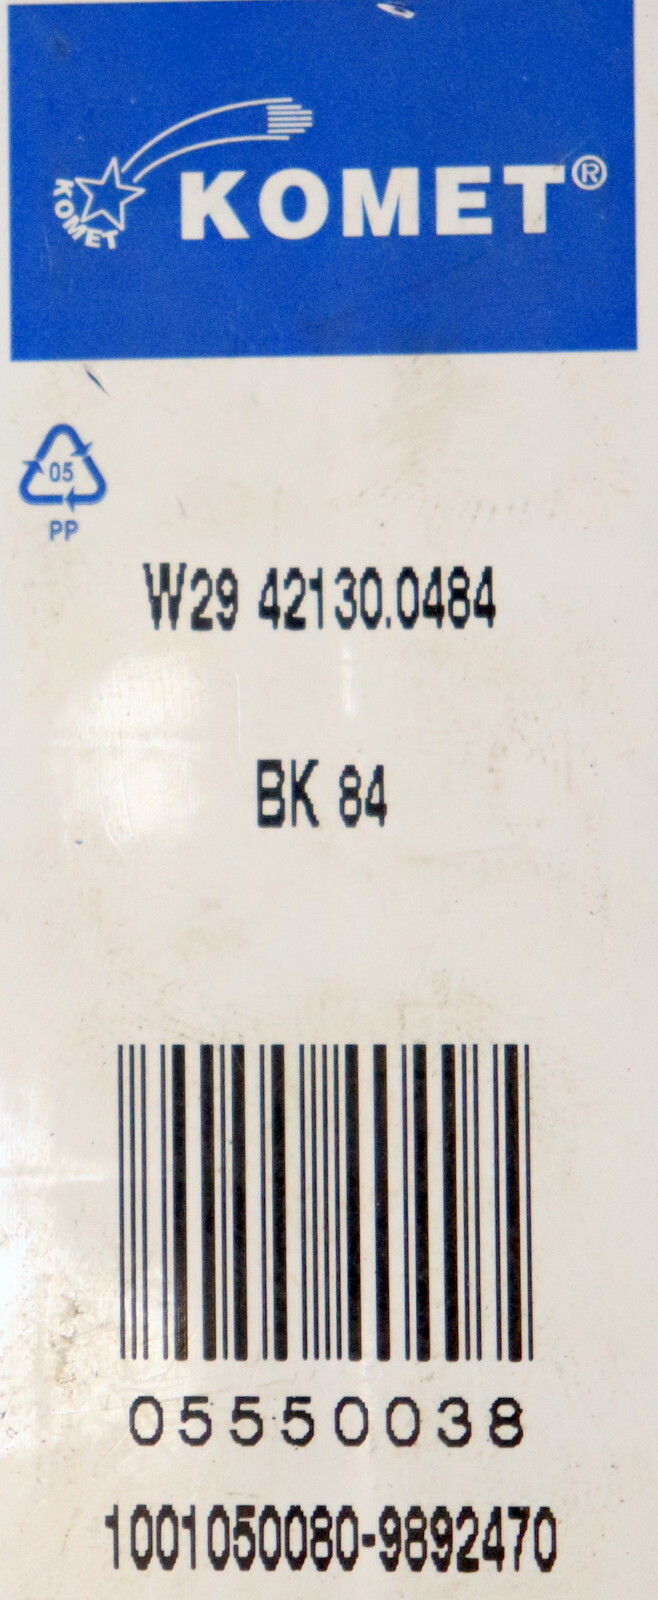 KOMET
KOMET®
05
PP
W29 42130.0484
BK 84
05550038
1001050080-9892470